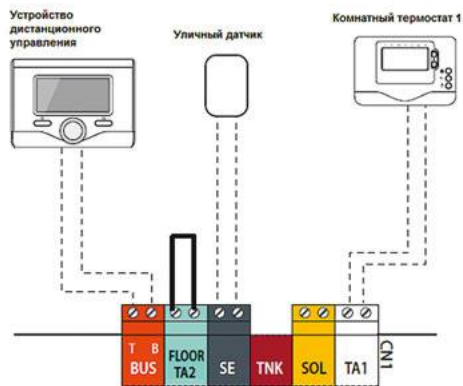 Устройство
дистанционного
управления
Уличный датчик
Комнатный термостат 1
T B
BUS
FLOOR
TA2
SE
TNK
SOL
TA1
CN1